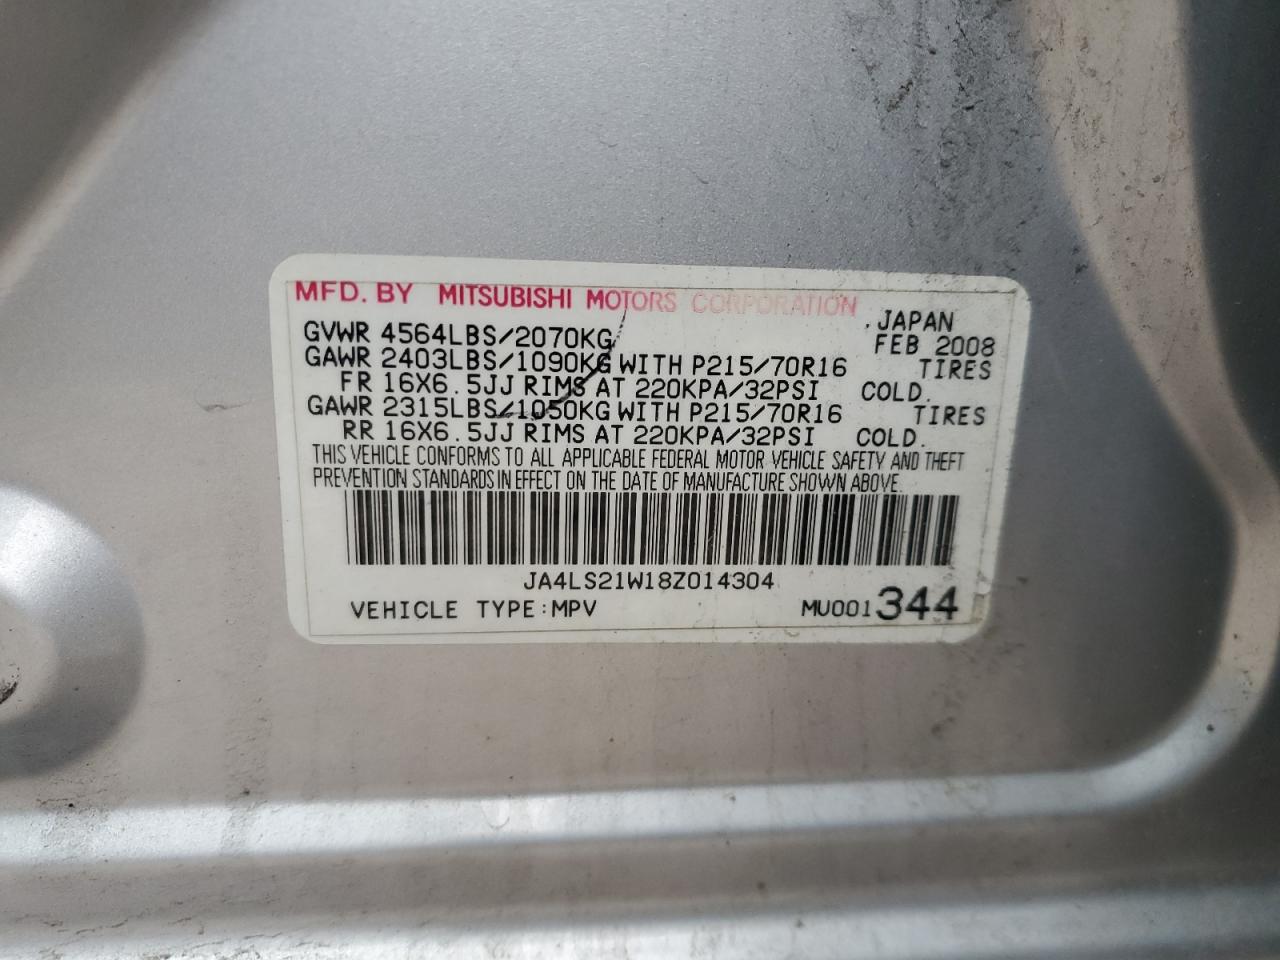 MFD. BY MITSUBISHI MOTORS CORPORATION
JAPAN
GVWR 4564LBS/2070KG FEB 2008
GAWR 2403LBS/1090KG WITH P215/70R16 TIRES
FR 16X6.5JJ RIMS AT 220KPA/32PSI COLD.
GAWR 2315LBS/1050KG WITH P215/70R16 TIRES
RR 16X6.5JJ RIMS AT 220KPA/32PSI COLD.
THIS VEHICLE CONFORMS TO ALL APPLICABLE FEDERAL MOTOR VEHICLE SAFETY AND THEFT
PREVENTION STANDARDS IN EFFECT ON THE DATE OF MANUFACTURE SHOWN ABOVE.
JA4LS21W18Z014304
VEHICLE TYPE:MPV MU001344